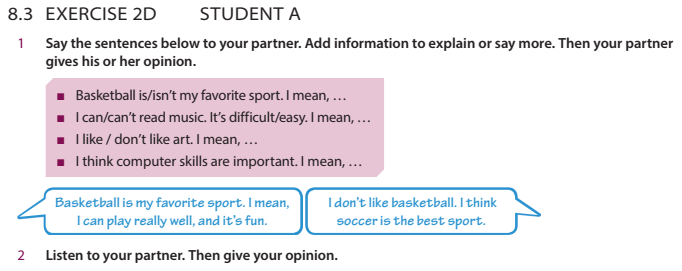 8.3 EXERCISE 2D STUDENT A
1 Say the sentences below to your partner. Add information to explain or say more. Then your partner
gives his or her opinion.
■ Basketball is/isn't my favorite sport. I mean, …
■ I can/can't read music. It's difficult/easy. I mean, …
■ I like / don't like art. I mean, …
■ I think computer skills are important. I mean, …
Basketball is my favorite sport. I mean,
I can play really well, and it's fun.
I don't like basketball. I think
soccer is the best sport.
2 Listen to your partner. Then give your opinion.